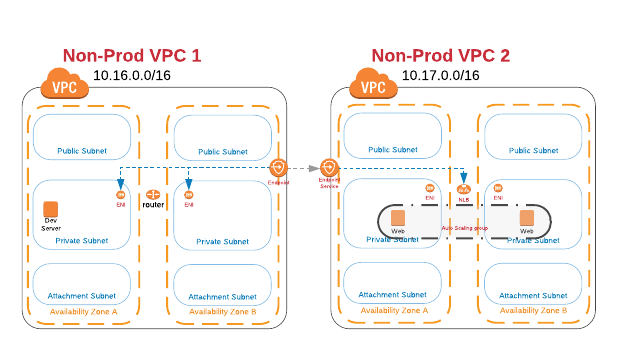 Non-Prod VPC 1
10.16.0.0/16
VPC
Public Subnet
Public Subnet
Endpoint
ENI
router
ENI
Dev
Server
Private Subnet
Private Subnet
Attachment Subnet
Attachment Subnet
Availability Zone A
Availability Zone B
Non-Prod VPC 2
10.17.0.0/16
VPC
Public Subnet
Public Subnet
Endpoint
Service
ENI
NLB
ENI
Web
Auto Scaling group
Web
Private Subnet
Private Subnet
Attachment Subnet
Attachment Subnet
Availability Zone A
Availability Zone B